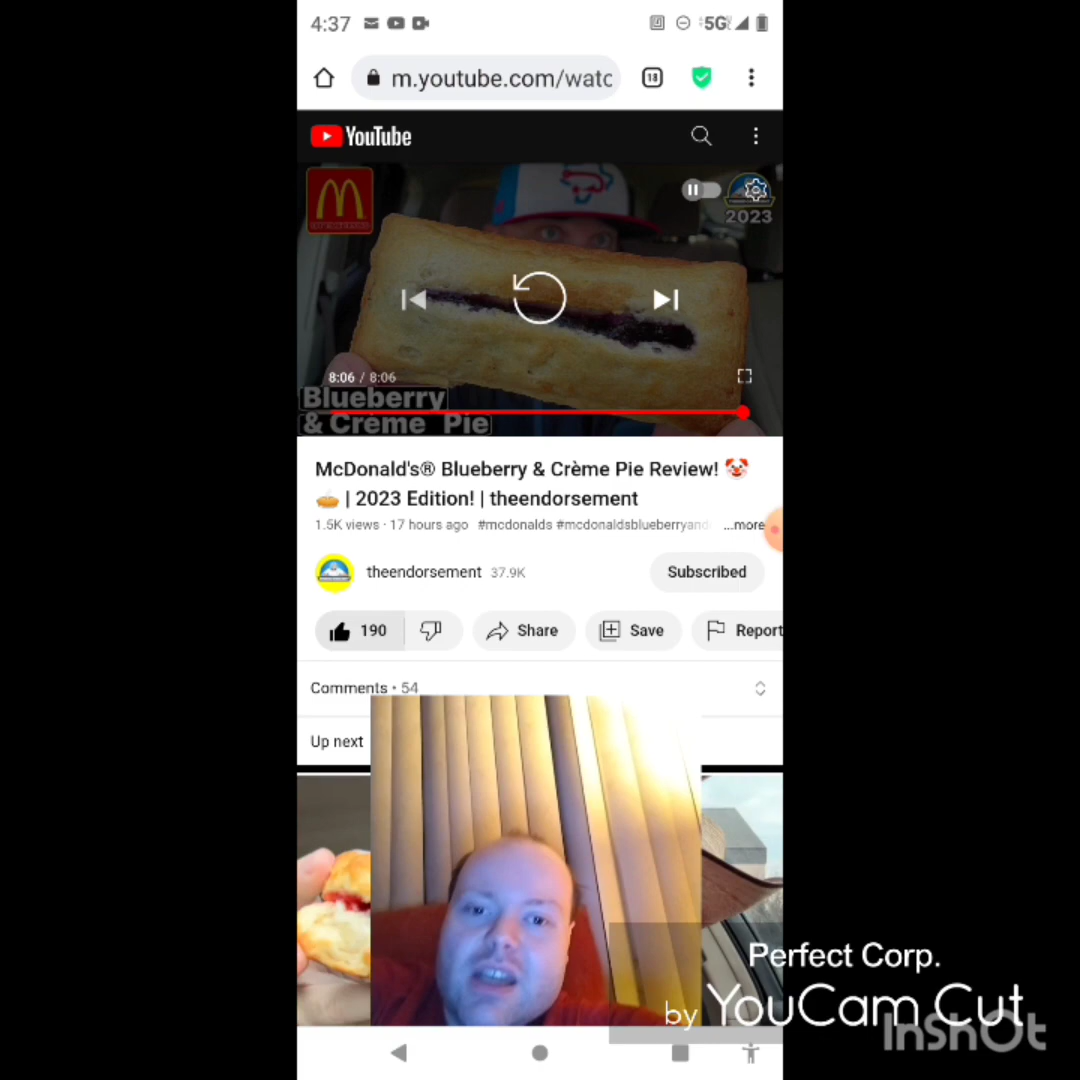 4:37
5G
m.youtube.com/watc
18
YouTube
2023
8:06 / 8:06
Blueberry
& Crème Pie
McDonald's® Blueberry & Crème Pie Review! 🤡
🥧 | 2023 Edition! | theendorsement
1.5K views · 17 hours ago #mcdonalds #mcdonaldsblueberryand ...more
theendorsement 37.9K
Subscribed
190
Share
Save
Report
Comments • 54
Up next
Perfect Corp.
by YouCam Cut
InShOt